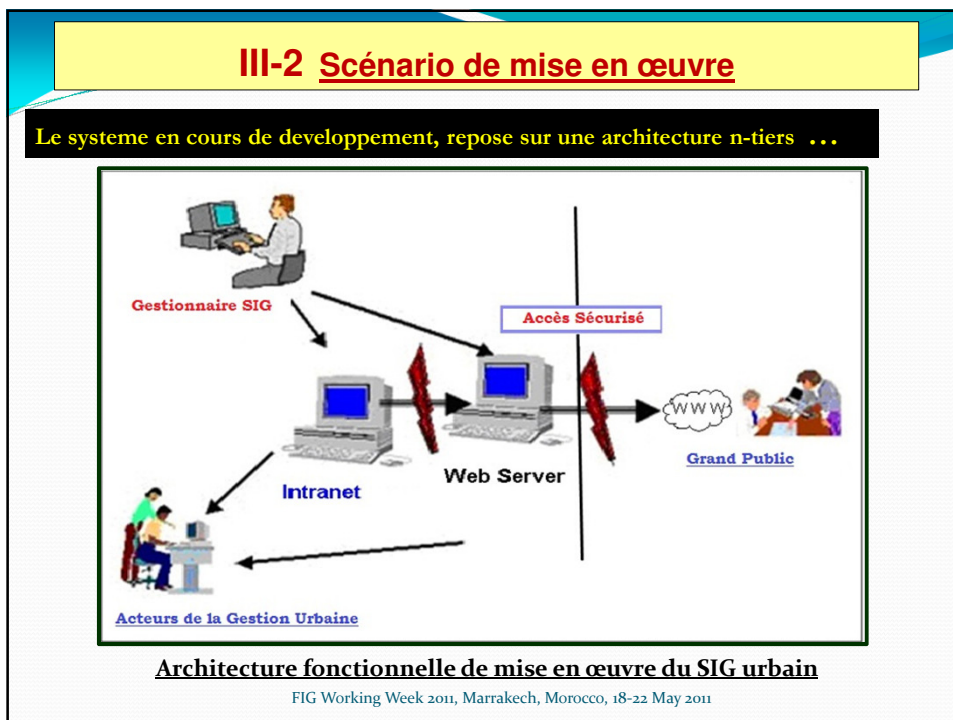 III-2 Scénario de mise en œuvre
Le systeme en cours de developpement, repose sur une architecture n-tiers ...
Gestionnaire SIG
Accès Sécurisé
WWW
Grand Public
Web Server
Intranet
Acteurs de la Gestion Urbaine
Architecture fonctionnelle de mise en œuvre du SIG urbain
FIG Working Week 2011, Marrakech, Morocco, 18-22 May 2011